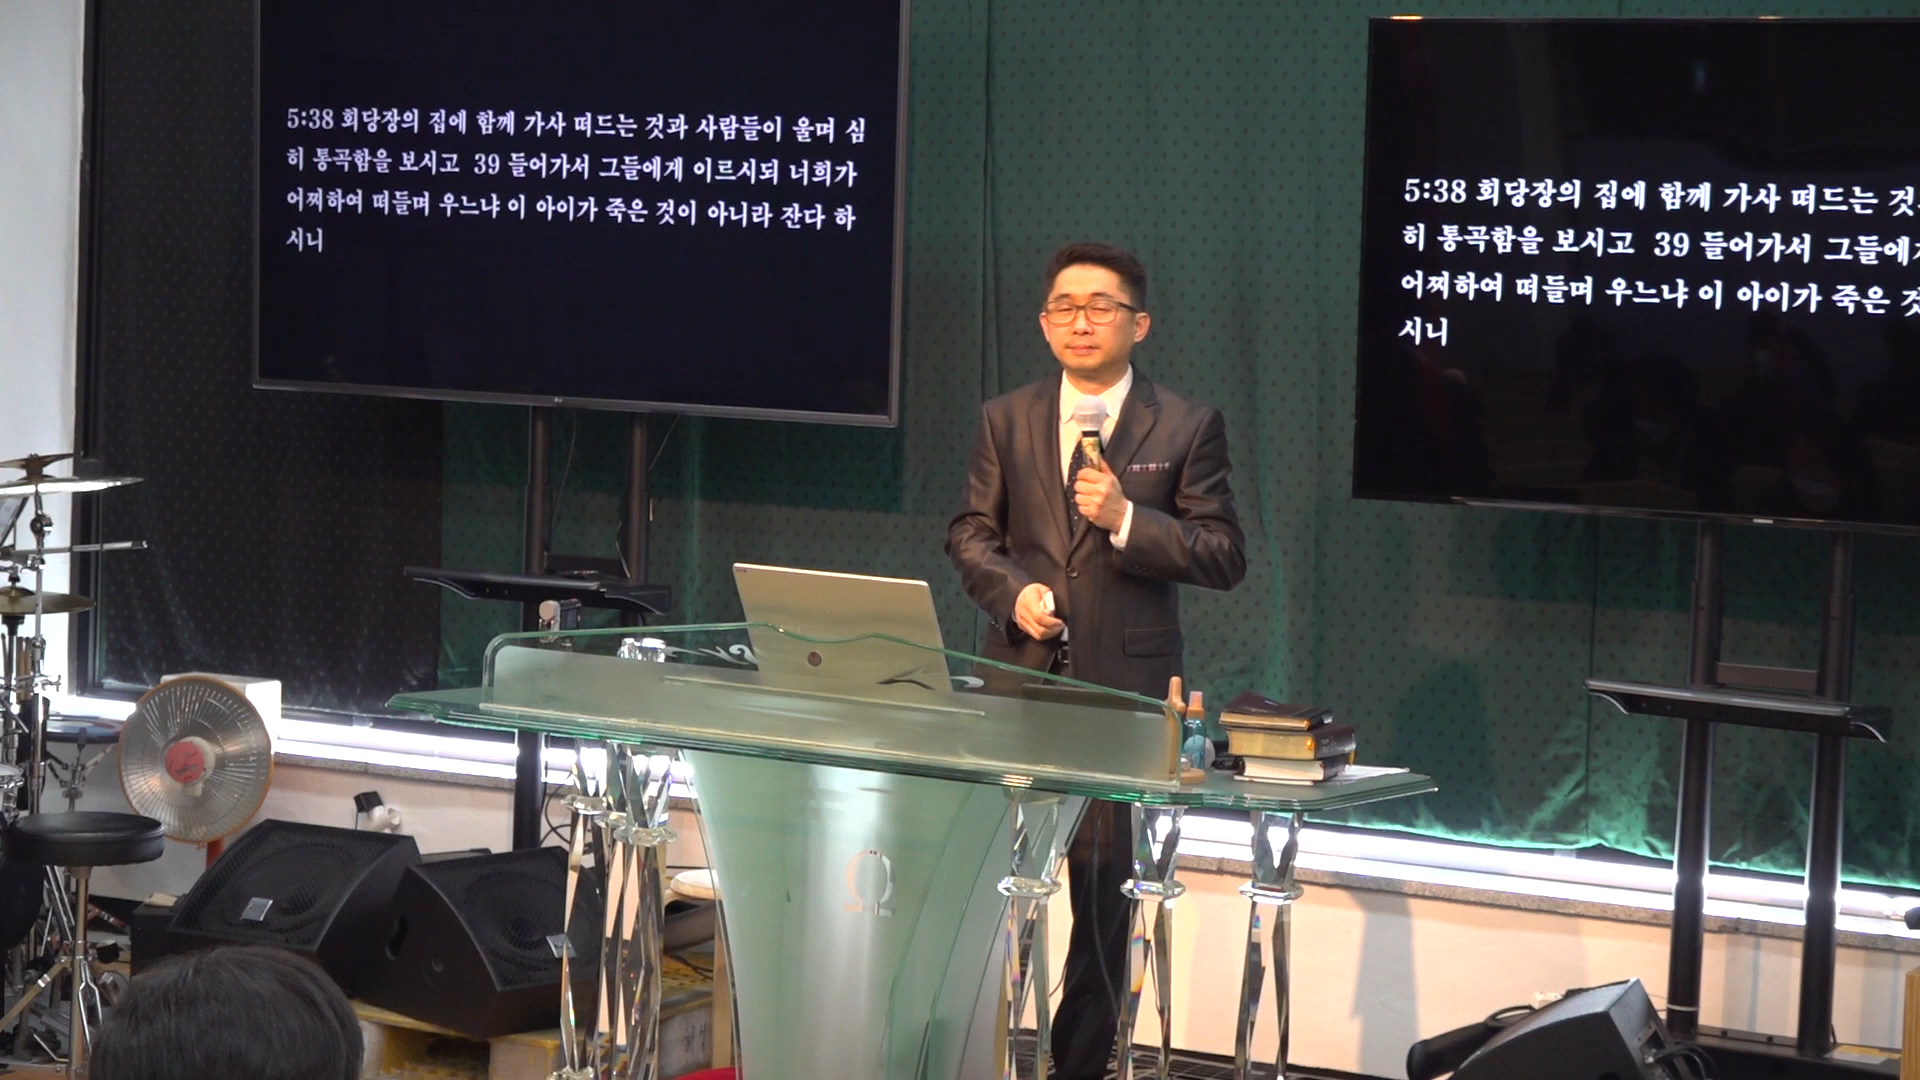 5:38 회당장의 집에 함께 가사 떠드는 것과 사람들이 울며 심
히 통곡함을 보시고 39 들어가서 그들에게 이르시되 너희가
어찌하여 떠들며 우느냐 이 아이가 죽은 것이 아니라 잔다 하
시니
5:38 회당장의 집에 함께 가사 떠드는 것
히 통곡함을 보시고 39 들어가서 그들에게
어찌하여 떠들며 우느냐 이 아이가 죽은 것
시니
Ω